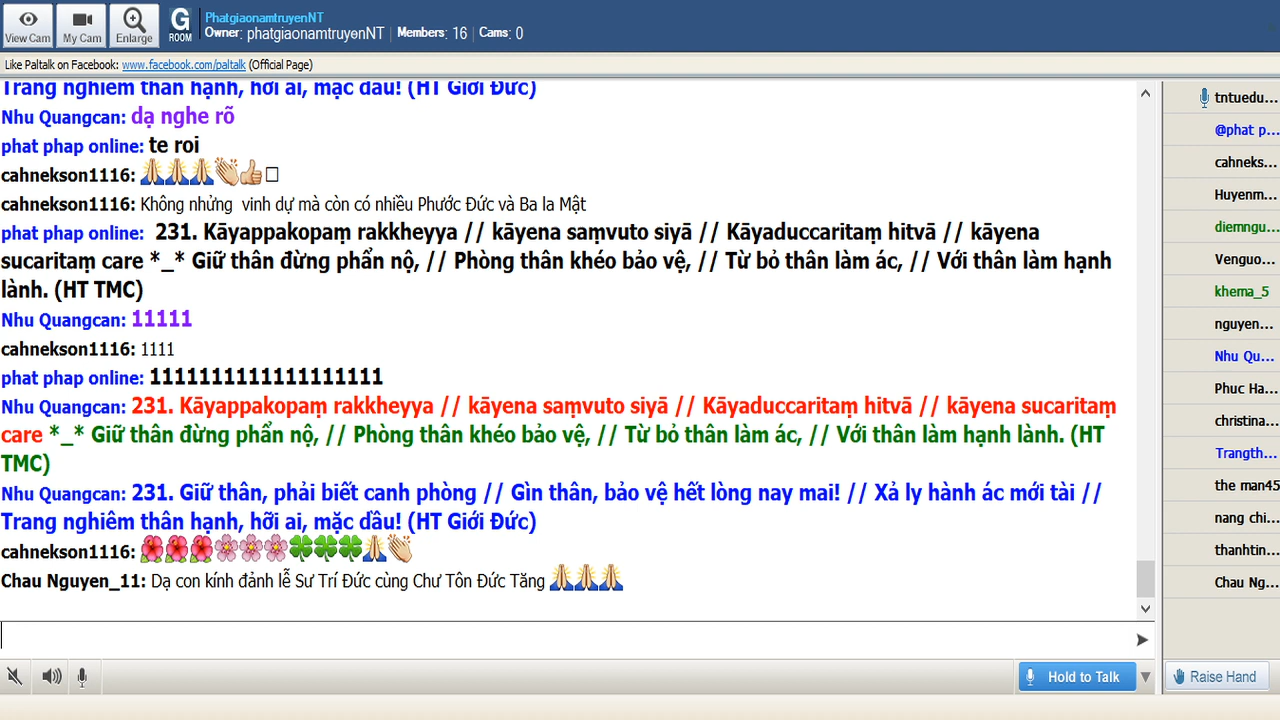 View Cam
My Cam
Enlarge
G
ROOM
PhatgiaonamtruyenNT
Owner: phatgiaonamtruyenNT | Members: 16 | Cams: 0
Like Paltalk on Facebook: www.facebook.com/paltalk (Official Page)
Trang nghiêm thân hạnh, hỡi ai, mặc dầu! (HT Giới Đức)
Nhu Quangcan: dạ nghe rõ
phat phap online: te roi
cahnekson1116: 🙏🙏🙏👏👍□
cahnekson1116: Không những vinh dự mà còn có nhiều Phước Đức và Ba la Mật
phat phap online: 231. Kāyappakopaṃ rakkheyya // kāyena saṃvuto siyā // Kāyaduccaritaṃ hitvā // kāyena
sucaritaṃ care *_* Giữ thân đừng phẩn nộ, // Phòng thân khéo bảo vệ, // Từ bỏ thân làm ác, // Với thân làm hạnh
lành. (HT TMC)
Nhu Quangcan: 11111
cahnekson1116: 1111
phat phap online: 1111111111111111111
Nhu Quangcan: 231. Kāyappakopaṃ rakkheyya // kāyena saṃvuto siyā // Kāyaduccaritaṃ hitvā // kāyena sucaritaṃ
care *_* Giữ thân đừng phẩn nộ, // Phòng thân khéo bảo vệ, // Từ bỏ thân làm ác, // Với thân làm hạnh lành. (HT
TMC)
Nhu Quangcan: 231. Giữ thân, phải biết canh phòng // Gìn thân, bảo vệ hết lòng nay mai! // Xả ly hành ác mới tài //
Trang nghiêm thân hạnh, hỡi ai, mặc dầu! (HT Giới Đức)
cahnekson1116: 🌺🌺🌺🌸🌸🌸🍀🍀🍀🙏👏
Chau Nguyen_11: Dạ con kính đảnh lễ Sư Trí Đức cùng Chư Tôn Đức Tăng 🙏🙏🙏
tntuedu...
@phat p...
cahneks...
Huyenm...
diemngu...
Venguo...
khema_5
nguyen...
Nhu Qu...
Phuc Ha...
christina...
Trangth...
the man45
nang chi...
thanhtin...
Chau Ng...
Hold to Talk
Raise Hand